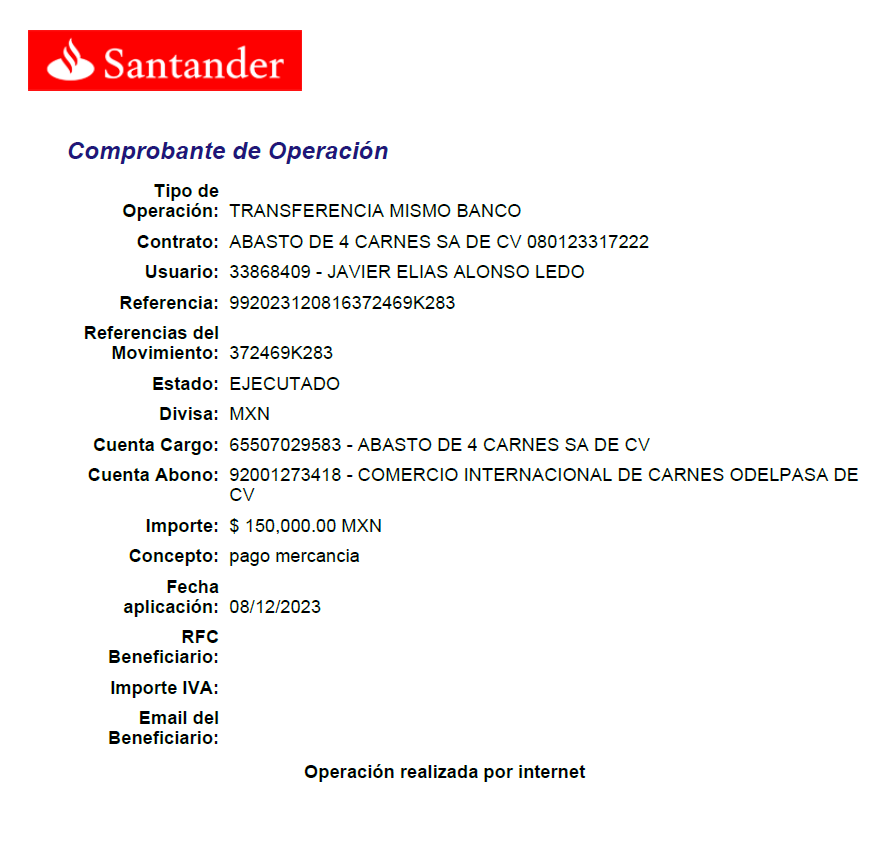 Santander
Comprobante de Operación
Tipo de
Operación: TRANSFERENCIA MISMO BANCO
Contrato: ABASTO DE 4 CARNES SA DE CV 080123317222
Usuario: 33868409 - JAVIER ELIAS ALONSO LEDO
Referencia: 992023120816372469K283
Referencias del
Movimiento: 372469K283
Estado: EJECUTADO
Divisa: MXN
Cuenta Cargo: 65507029583 - ABASTO DE 4 CARNES SA DE CV
Cuenta Abono: 92001273418 - COMERCIO INTERNACIONAL DE CARNES ODELPASA DE
CV
Importe: $ 150,000.00 MXN
Concepto: pago mercancia
Fecha
aplicación: 08/12/2023
RFC
Beneficiario:
Importe IVA:
Email del
Beneficiario:
Operación realizada por internet